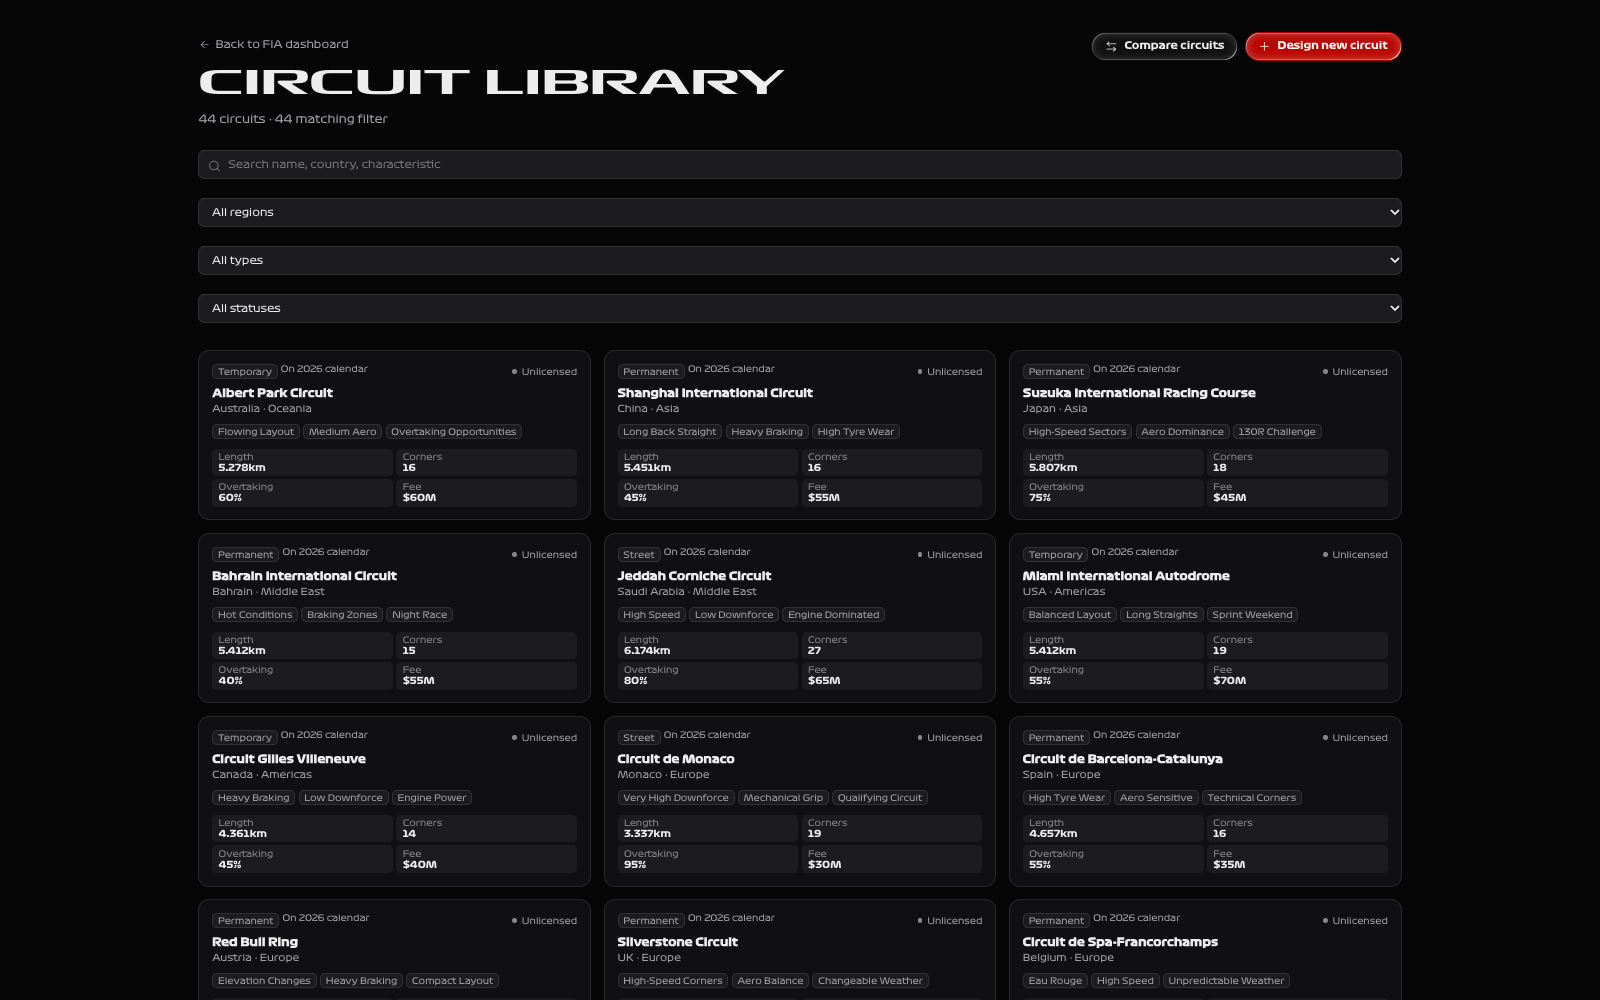 Back to FIA dashboard
Compare circuits
Design new circuit
CIRCUIT LIBRARY
44 circuits · 44 matching filter
Search name, country, characteristic
All regions
All types
All statuses
Temporary On 2026 calendar Unlicensed
Albert Park Circuit
Australia · Oceania
Flowing Layout Medium Aero Overtaking Opportunities
Length Corners
5.278km 16
Overtaking Fee
60% $60M
Permanent On 2026 calendar Unlicensed
Shanghai International Circuit
China · Asia
Long Back Straight Heavy Braking High Tyre Wear
Length Corners
5.451km 16
Overtaking Fee
45% $55M
Permanent On 2026 calendar Unlicensed
Suzuka International Racing Course
Japan · Asia
High-Speed Sectors Aero Dominance 130R Challenge
Length Corners
5.807km 18
Overtaking Fee
75% $45M
Permanent On 2026 calendar Unlicensed
Bahrain International Circuit
Bahrain · Middle East
Hot Conditions Braking Zones Night Race
Length Corners
5.412km 15
Overtaking Fee
40% $55M
Street On 2026 calendar Unlicensed
Jeddah Corniche Circuit
Saudi Arabia · Middle East
High Speed Low Downforce Engine Dominated
Length Corners
6.174km 27
Overtaking Fee
80% $65M
Temporary On 2026 calendar Unlicensed
Miami International Autodrome
USA · Americas
Balanced Layout Long Straights Sprint Weekend
Length Corners
5.412km 19
Overtaking Fee
55% $70M
Temporary On 2026 calendar Unlicensed
Circuit Gilles Villeneuve
Canada · Americas
Heavy Braking Low Downforce Engine Power
Length Corners
4.361km 14
Overtaking Fee
45% $40M
Street On 2026 calendar Unlicensed
Circuit de Monaco
Monaco · Europe
Very High Downforce Mechanical Grip Qualifying Circuit
Length Corners
3.337km 19
Overtaking Fee
95% $30M
Permanent On 2026 calendar Unlicensed
Circuit de Barcelona-Catalunya
Spain · Europe
High Tyre Wear Aero Sensitive Technical Corners
Length Corners
4.657km 16
Overtaking Fee
55% $35M
Permanent On 2026 calendar Unlicensed
Red Bull Ring
Austria · Europe
Elevation Changes Heavy Braking Compact Layout
Permanent On 2026 calendar Unlicensed
Silverstone Circuit
UK · Europe
High-Speed Corners Aero Balance Changeable Weather
Permanent On 2026 calendar Unlicensed
Circuit de Spa-Francorchamps
Belgium · Europe
Eau Rouge High Speed Unpredictable Weather